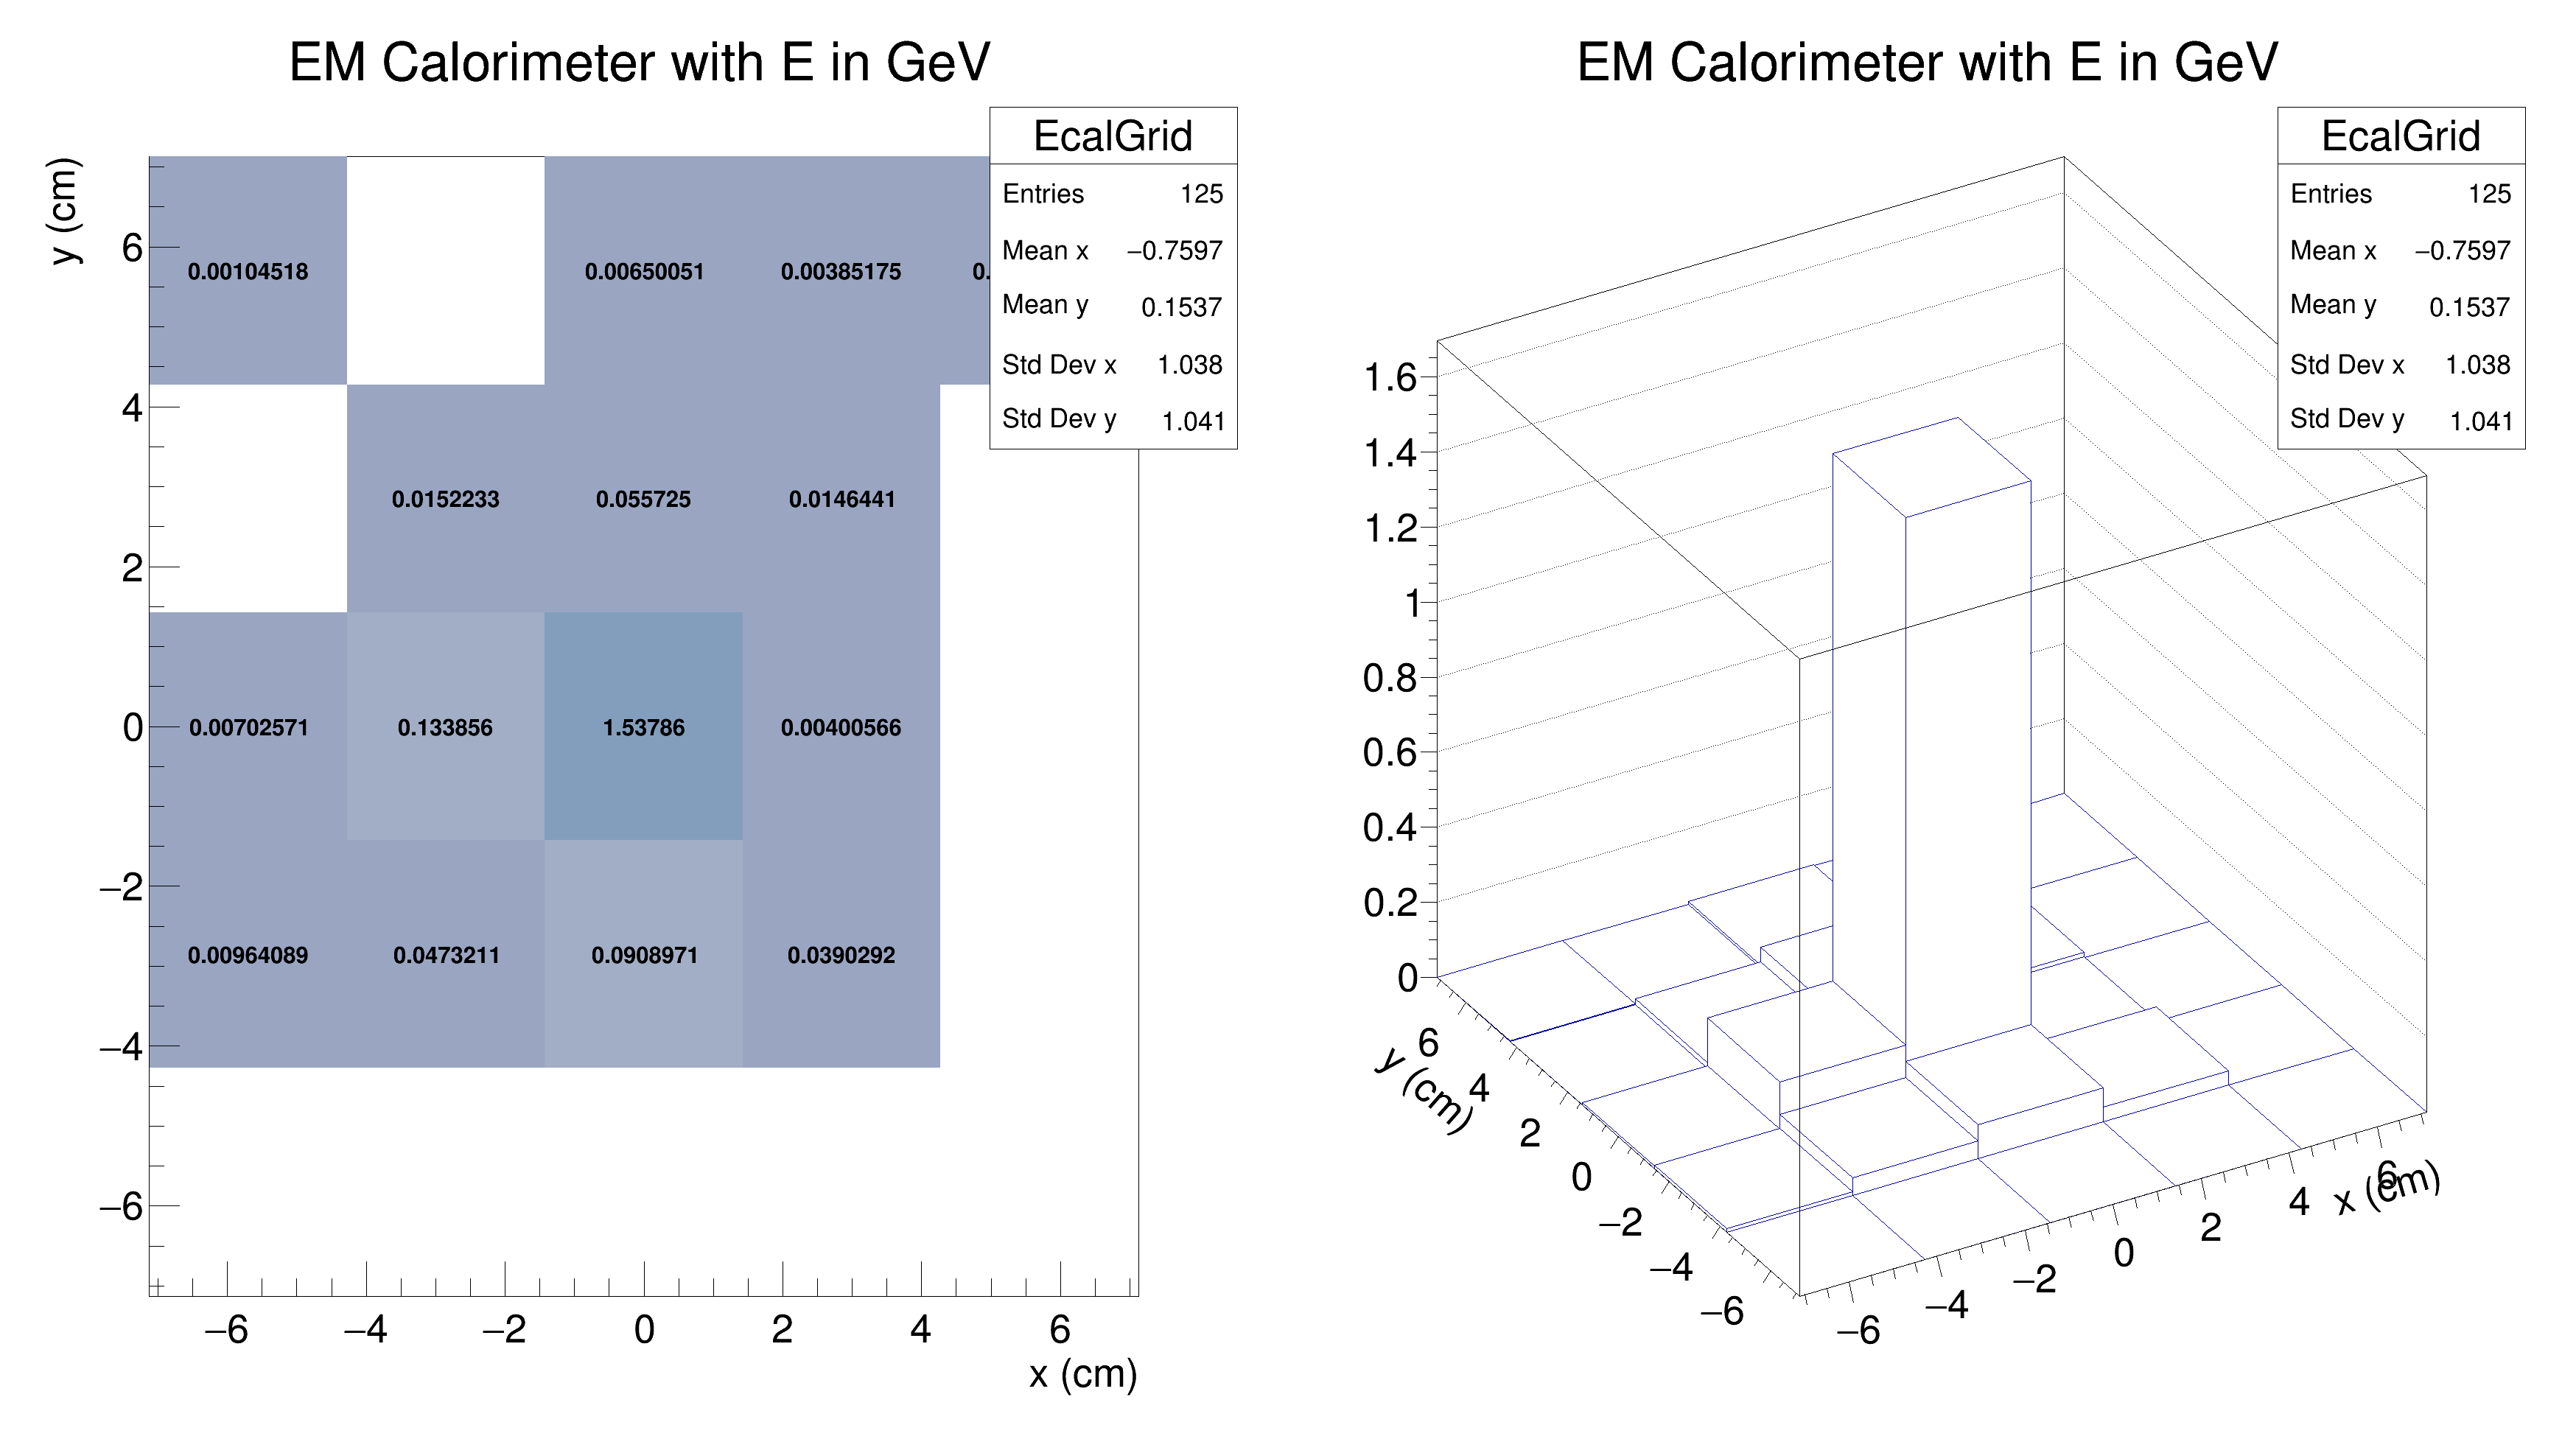 EM Calorimeter with E in GeV
EcalGrid
Entries 125
Mean x −0.7597
Mean y 0.1537
Std Dev x 1.038
Std Dev y 1.041
y (cm)
6
4
2
0
−2
−4
−6
0.00104518 0.00650051 0.00385175 0.
0.0152233 0.055725 0.0146441
0.00702571 0.133856 1.53786 0.00400566
0.00964089 0.0473211 0.0908971 0.0390292
−6 −4 −2 0 2 4 6
x (cm)
EM Calorimeter with E in GeV
EcalGrid
Entries 125
Mean x −0.7597
Mean y 0.1537
Std Dev x 1.038
Std Dev y 1.041
1.6
1.4
1.2
1
0.8
0.6
0.4
0.2
0
y (cm)
6
4
2
0
−2
−4
−6
−6
−4
−2
0
2
4
6
x (cm)